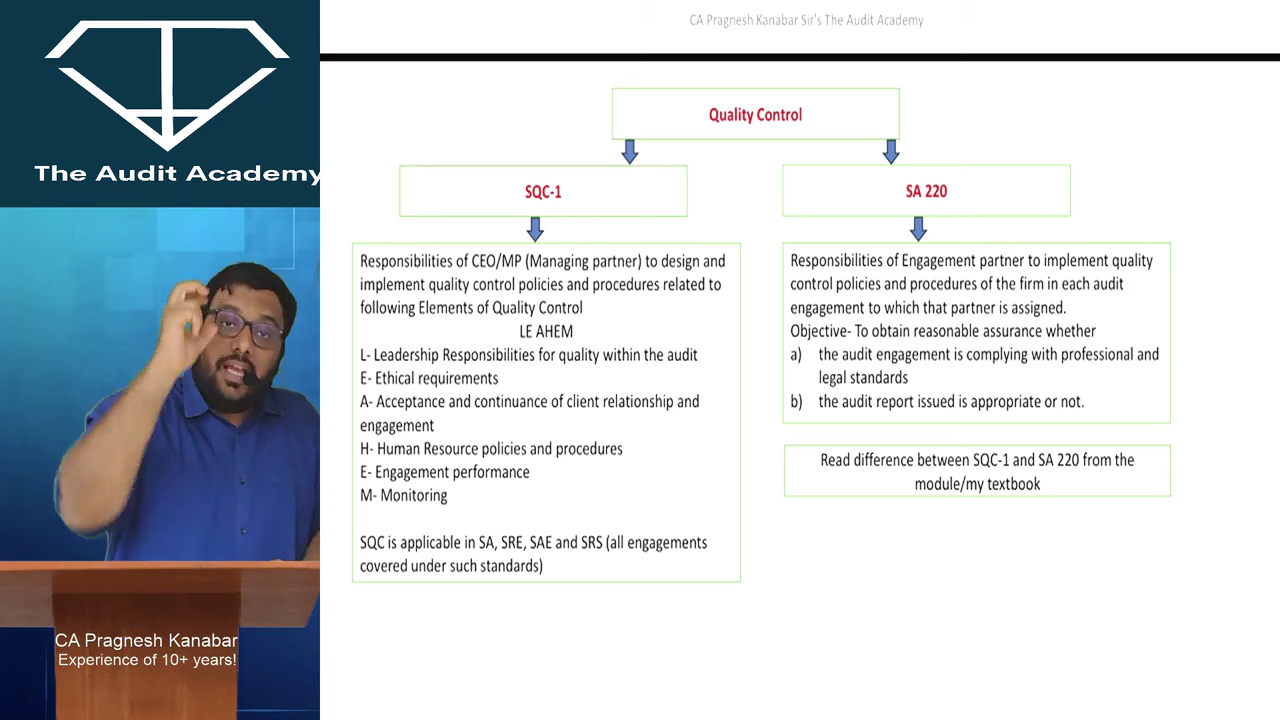 The Audit Academy
CA Pragnesh Kanabar
Experience of 10+ years!
CA Pragnesh Kanabar Sir's The Audit Academy
Quality Control
SQC-1
Responsibilities of CEO/MP (Managing partner) to design and
implement quality control policies and procedures related to
following Elements of Quality Control
LE AHEM
L- Leadership Responsibilities for quality within the audit
E- Ethical requirements
A- Acceptance and continuance of client relationship and
engagement
H- Human Resource policies and procedures
E- Engagement performance
M- Monitoring
SQC is applicable in SA, SRE, SAE and SRS (all engagements
covered under such standards)
SA 220
Responsibilities of Engagement partner to implement quality
control policies and procedures of the firm in each audit
engagement to which that partner is assigned.
Objective- To obtain reasonable assurance whether
a) the audit engagement is complying with professional and
legal standards
b) the audit report issued is appropriate or not.
Read difference between SQC-1 and SA 220 from the
module/my textbook